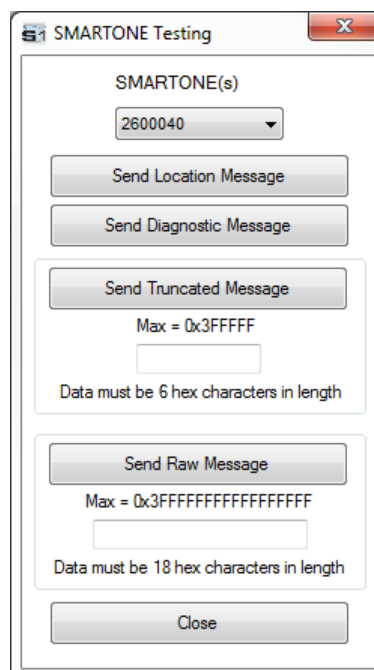 S1 SMARTONE Testing
SMARTONE(s)
2600040
Send Location Message
Send Diagnostic Message
Send Truncated Message
Max = 0x3FFFFF
Data must be 6 hex characters in length
Send Raw Message
Max = 0x3FFFFFFFFFFFFFFFFF
Data must be 18 hex characters in length
Close